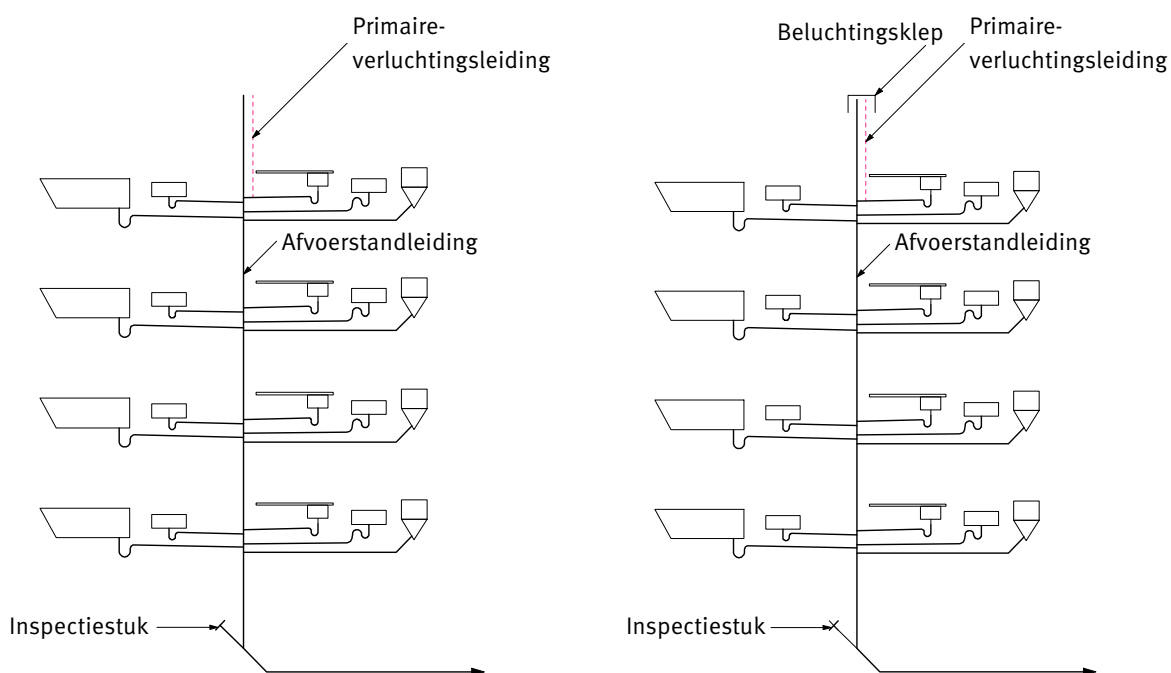 Primaire-
verluchtingsleiding
Afvoerstandleiding
Inspectiestuk
Beluchtingsklep
Primaire-
verluchtingsleiding
Afvoerstandleiding
Inspectiestuk